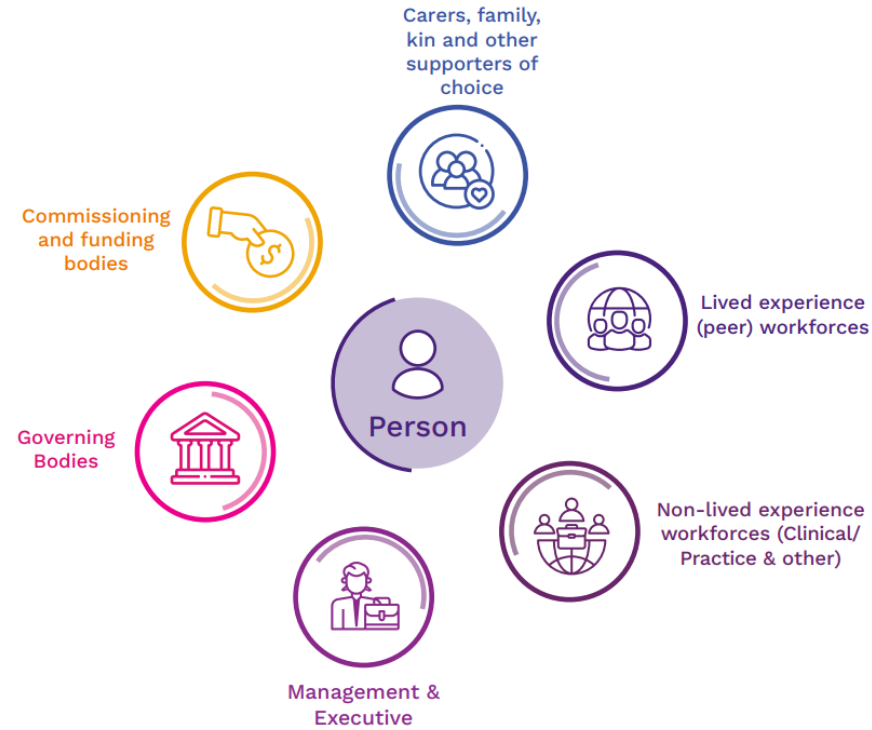 Carers, family,
kin and other
supporters of
choice
Commissioning
and funding
bodies
Lived experience
(peer) workforces
Person
Governing
Bodies
Non-lived experience
workforces (Clinical/
Practice & other)
Management &
Executive